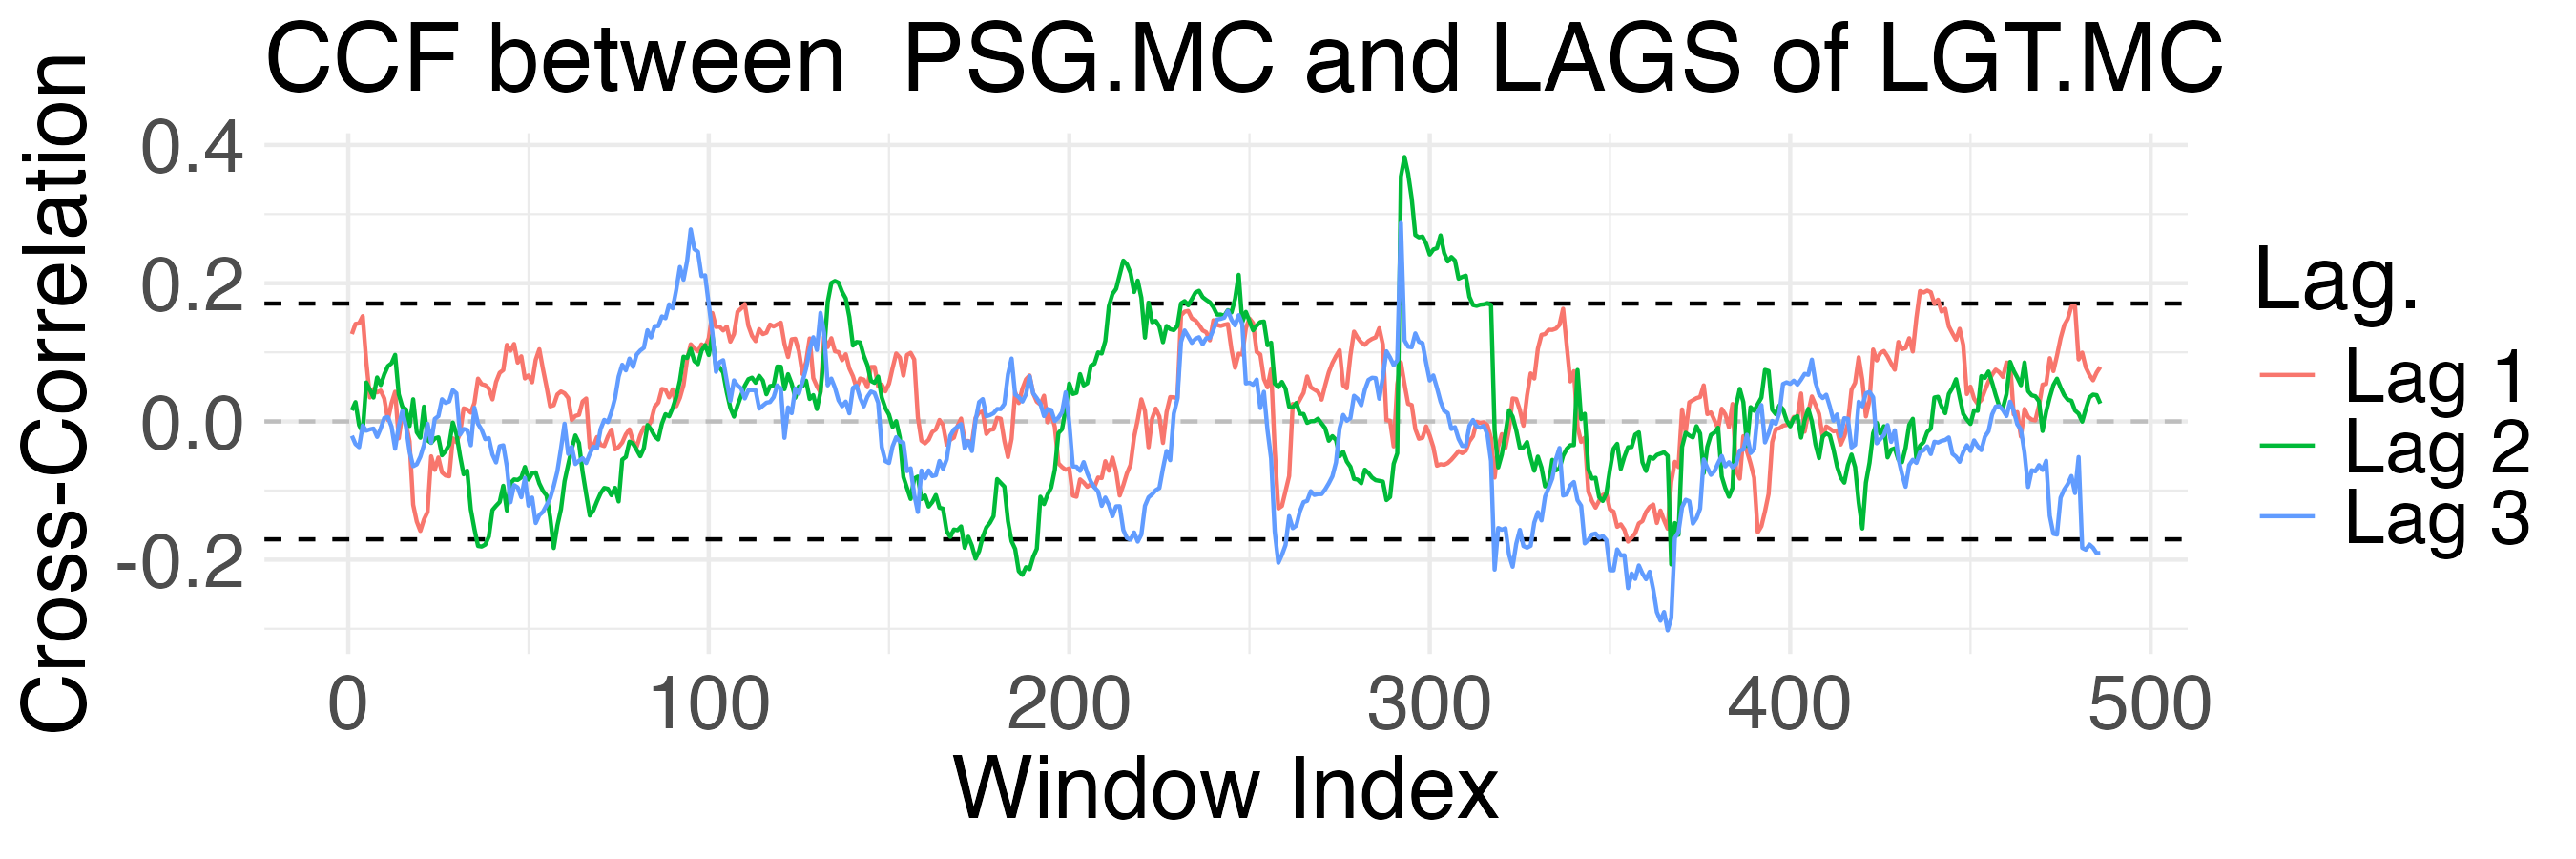 CCF between  PSG.MC and LAGS of LGT.MC
Cross-Correlation
0.4
0.2
0.0
-0.2
0 100 200 300 400 500
Window Index
Lag.
Lag 1
Lag 2
Lag 3